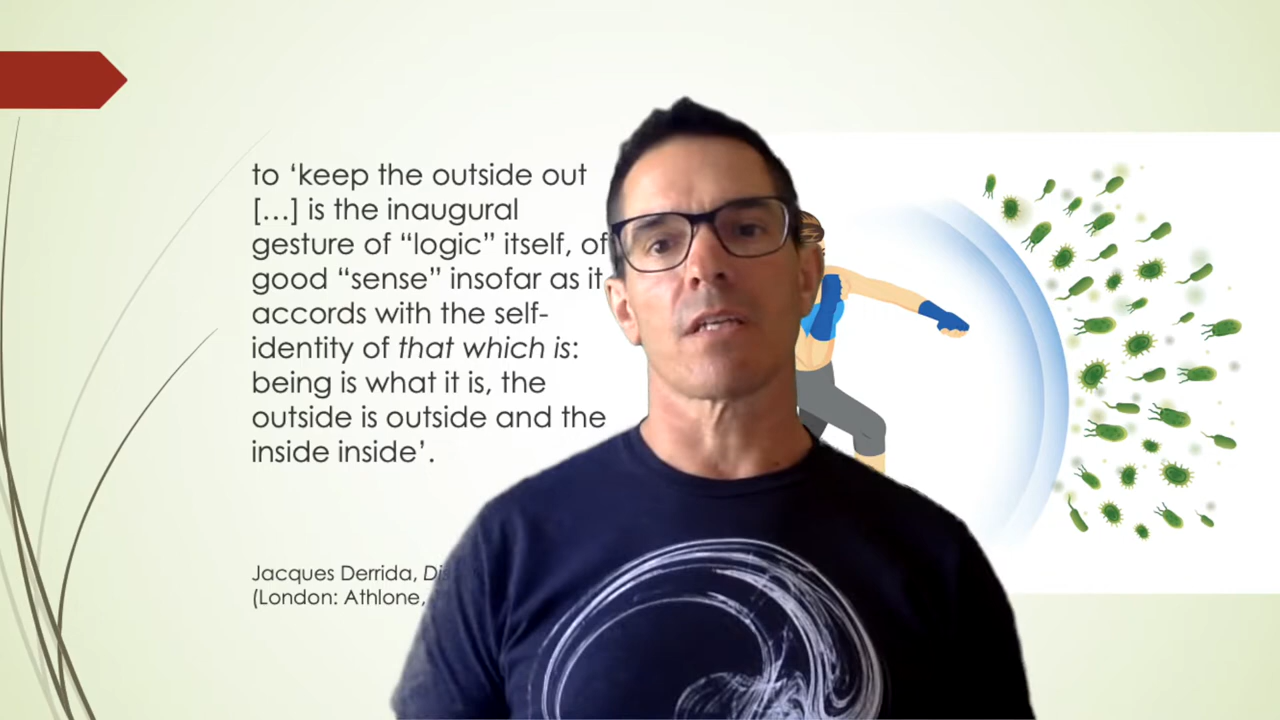 to ‘keep the outside out
[…] is the inaugural
gesture of “logic” itself, of
good “sense” insofar as it
accords with the self-
identity of that which is:
being is what it is, the
outside is outside and the
inside inside’.
Jacques Derrida,
(London: Athlone,